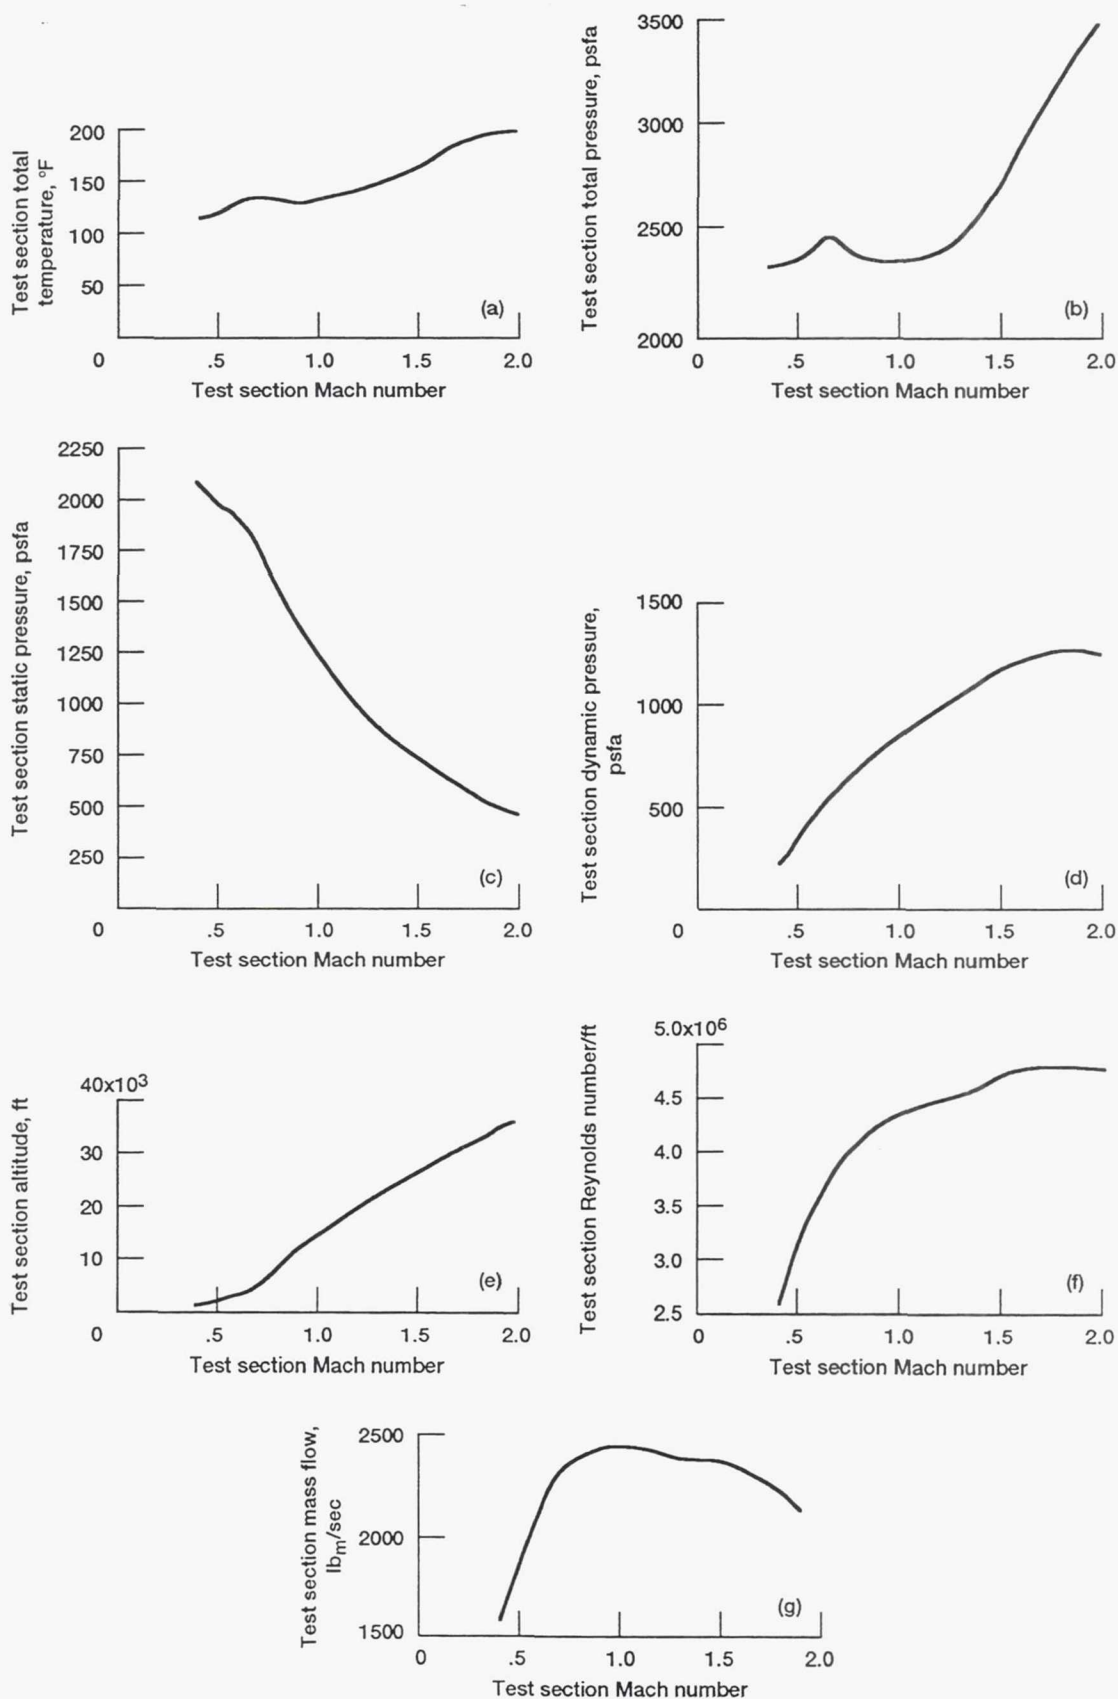 Test section total
temperature, °F
200
150
100
50
0
.5
1.0
1.5
2.0
(a)
Test section Mach number
Test section total pressure, psfa
3500
3000
2500
2000
0
.5
1.0
1.5
2.0
(b)
Test section Mach number
Test section static pressure, psfa
2250
2000
1750
1500
1250
1000
750
500
250
0
.5
1.0
1.5
2.0
(c)
Test section Mach number
Test section dynamic pressure,
psfa
1500
1000
500
0
.5
1.0
1.5
2.0
(d)
Test section Mach number
Test section altitude, ft
40x10³
30
20
10
0
.5
1.0
1.5
2.0
(e)
Test section Mach number
Test section Reynolds number/ft
5.0x10⁶
4.5
4.0
3.5
3.0
2.5
0
.5
1.0
1.5
2.0
(f)
Test section Mach number
Test section mass flow,
lbₘ/sec
2500
2000
1500
0
.5
1.0
1.5
2.0
(g)
Test section Mach number